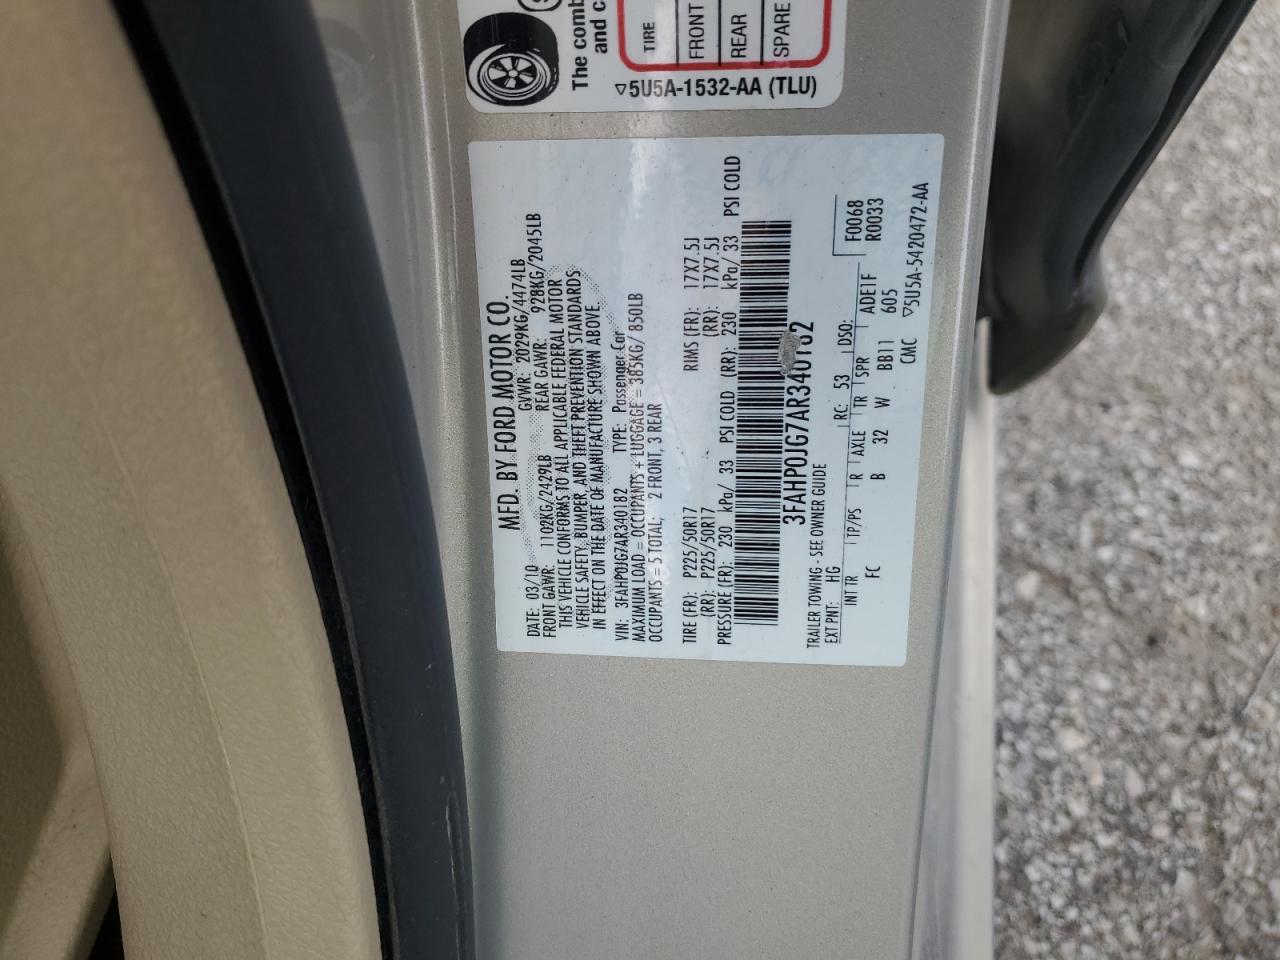 The comb
and c
TIRE
FRONT
REAR
SPARE
▽5U5A-1532-AA (TLU)
MFD. BY FORD MOTOR CO.
DATE: 03/10 GVWR: 2029KG/4474LB
FRONT GAWR: 1102KG/2429LB REAR GAWR: 928KG/2045LB
THIS VEHICLE CONFORMS TO ALL APPLICABLE FEDERAL MOTOR
VEHICLE SAFETY, BUMPER, AND THEFT PREVENTION STANDARDS
IN EFFECT ON THE DATE OF MANUFACTURE SHOWN ABOVE.
VIN: 3FAHP0JG7AR340182 TYPE: Passenger Car
MAXIMUM LOAD = OCCUPANTS + LUGGAGE = 385KG/ 850LB
OCCUPANTS = 5 TOTAL; 2 FRONT, 3 REAR
TIRE (FR): P225/50R17 RIMS (FR): 17X7.5J
(RR): P225/50R17 (RR): 17X7.5J
PRESSURE (FR): 230 kPa/ 33 PSI COLD (RR): 230 kPa/ 33 PSI COLD
3FAHP0JG7AR340182
TRAILER TOWING - SEE OWNER GUIDE
EXT PNT: HG RC: 53 DSO: F0068
R0033
INT TR TP/PS R AXLE TR SPR ADE1F
FC B 32 W BB11 605
CMC ▽5U5A-5420472-AA